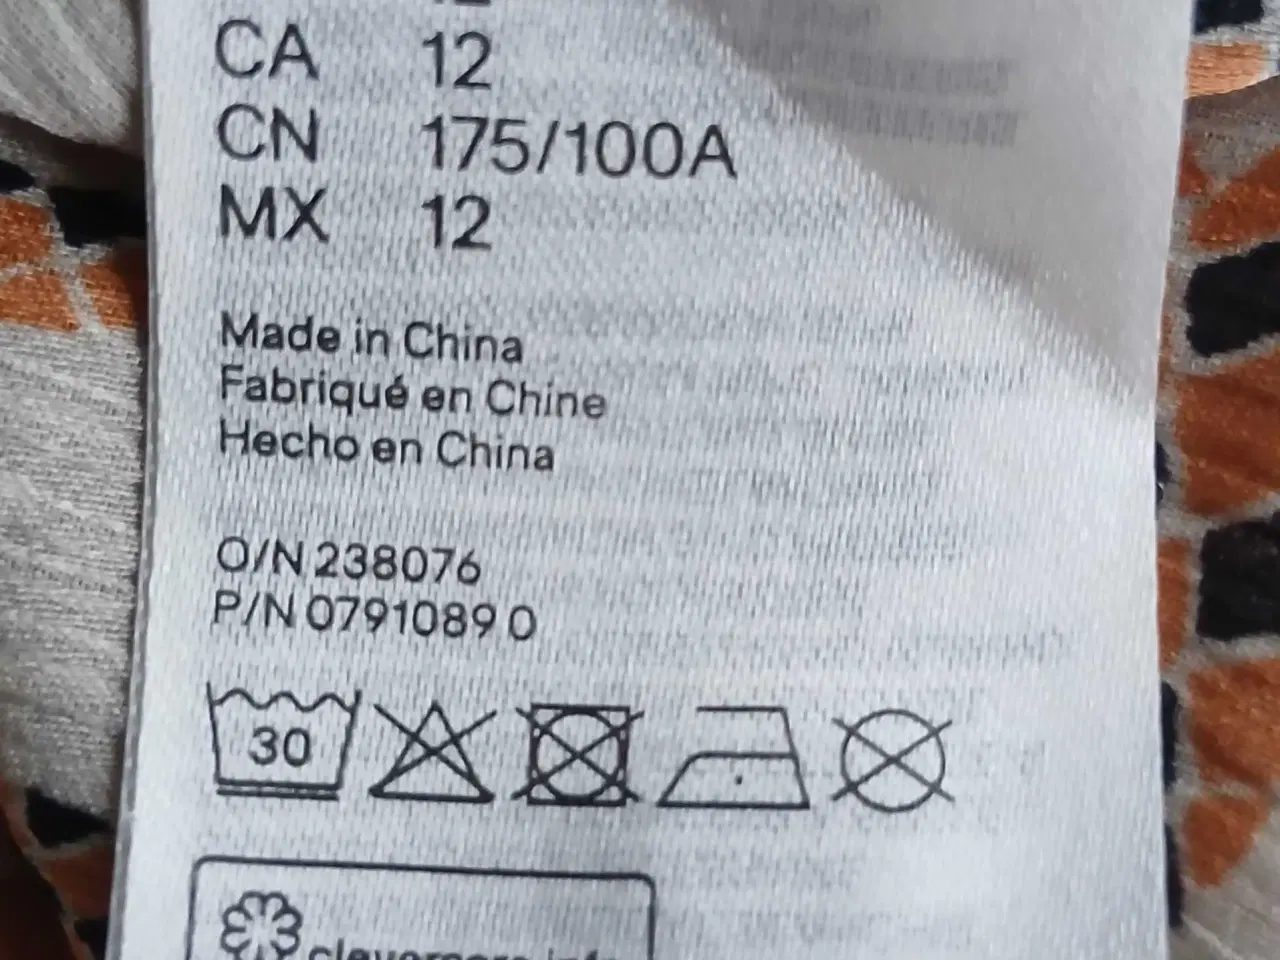 CA 12
CN 175/100A
MX 12
Made in China
Fabriqué en Chine
Hecho en China
O/N 238076
P/N 0791089 0
30